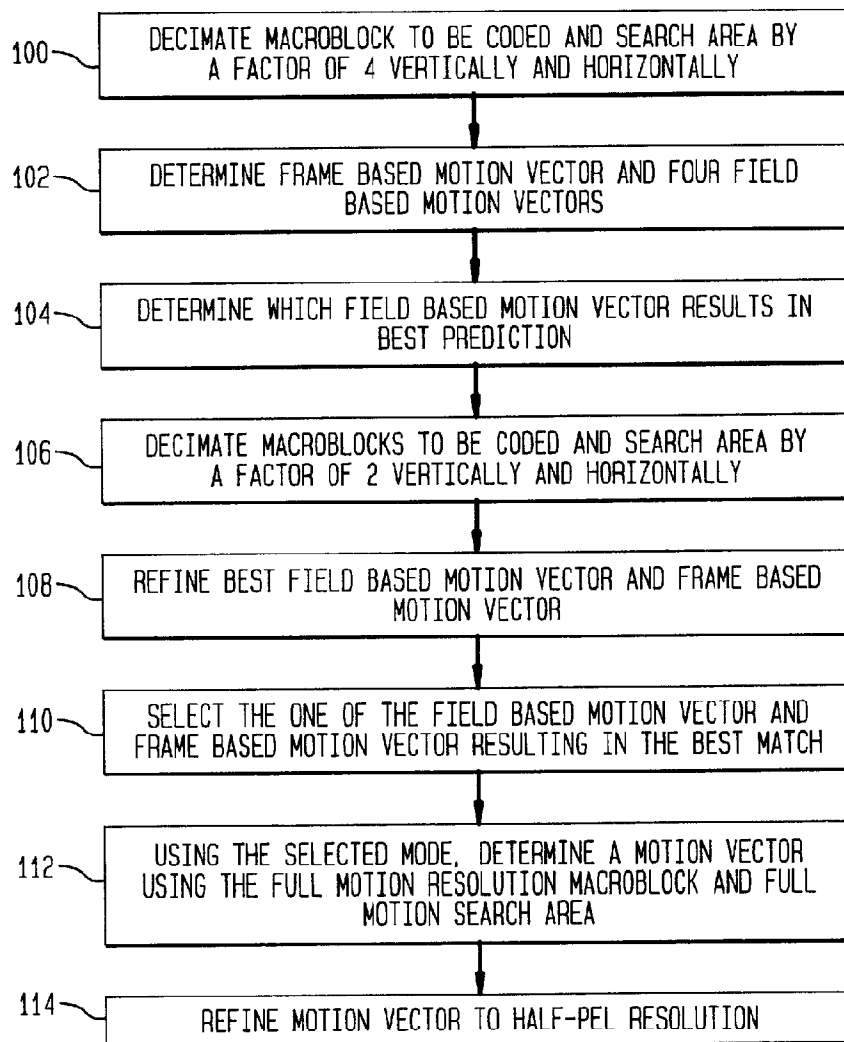 100
DECIMATE MACROBLOCK TO BE CODED AND SEARCH AREA BY
A FACTOR OF 4 VERTICALLY AND HORIZONTALLY
102
DETERMINE FRAME BASED MOTION VECTOR AND FOUR FIELD
BASED MOTION VECTORS
104
DETERMINE WHICH FIELD BASED MOTION VECTOR RESULTS IN
BEST PREDICTION
106
DECIMATE MACROBLOCKS TO BE CODED AND SEARCH AREA BY
A FACTOR OF 2 VERTICALLY AND HORIZONTALLY
108
REFINE BEST FIELD BASED MOTION VECTOR AND FRAME BASED
MOTION VECTOR
110
SELECT THE ONE OF THE FIELD BASED MOTION VECTOR AND
FRAME BASED MOTION VECTOR RESULTING IN THE BEST MATCH
112
USING THE SELECTED MODE, DETERMINE A MOTION VECTOR
USING THE FULL MOTION RESOLUTION MACROBLOCK AND FULL
MOTION SEARCH AREA
114
REFINE MOTION VECTOR TO HALF-PEL RESOLUTION